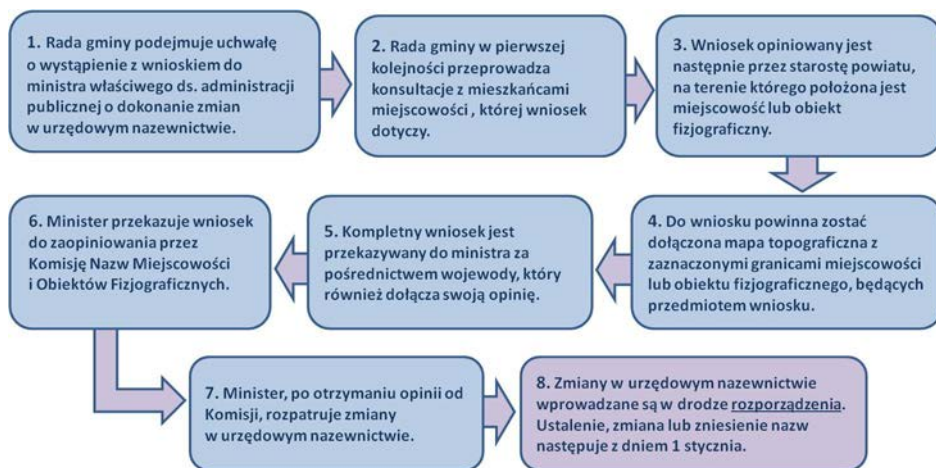 1. Rada gminy podejmuje uchwałę
o wystąpienie z wnioskiem do
ministra właściwego ds. administracji
publicznej o dokonanie zmian
w urzędowym nazewnictwie.
2. Rada gminy w pierwszej
kolejności przeprowadza
konsultacje z mieszkańcami
miejscowości , której wniosek
dotyczy.
3. Wniosek opiniowany jest
następnie przez starostę powiatu,
na terenie którego położona jest
miejscowość lub obiekt
fizjograficzny.
4. Do wniosku powinna zostać
dołączona mapa topograficzna z
zaznaczonymi granicami miejscowości
lub obiektu fizjograficznego, będących
przedmiotem wniosku.
5. Kompletny wniosek jest
przekazywany do ministra za
pośrednictwem wojewody, który
również dołącza swoją opinię.
6. Minister przekazuje wniosek
do zaopiniowania przez
Komisję Nazw Miejscowości
i Obiektów Fizjograficznych.
7. Minister, po otrzymaniu opinii od
Komisji, rozpatruje zmiany
w urzędowym nazewnictwie.
8. Zmiany w urzędowym nazewnictwie
wprowadzane są w drodze rozporządzenia.
Ustalenie, zmiana lub zniesienie nazw
następuje z dniem 1 stycznia.